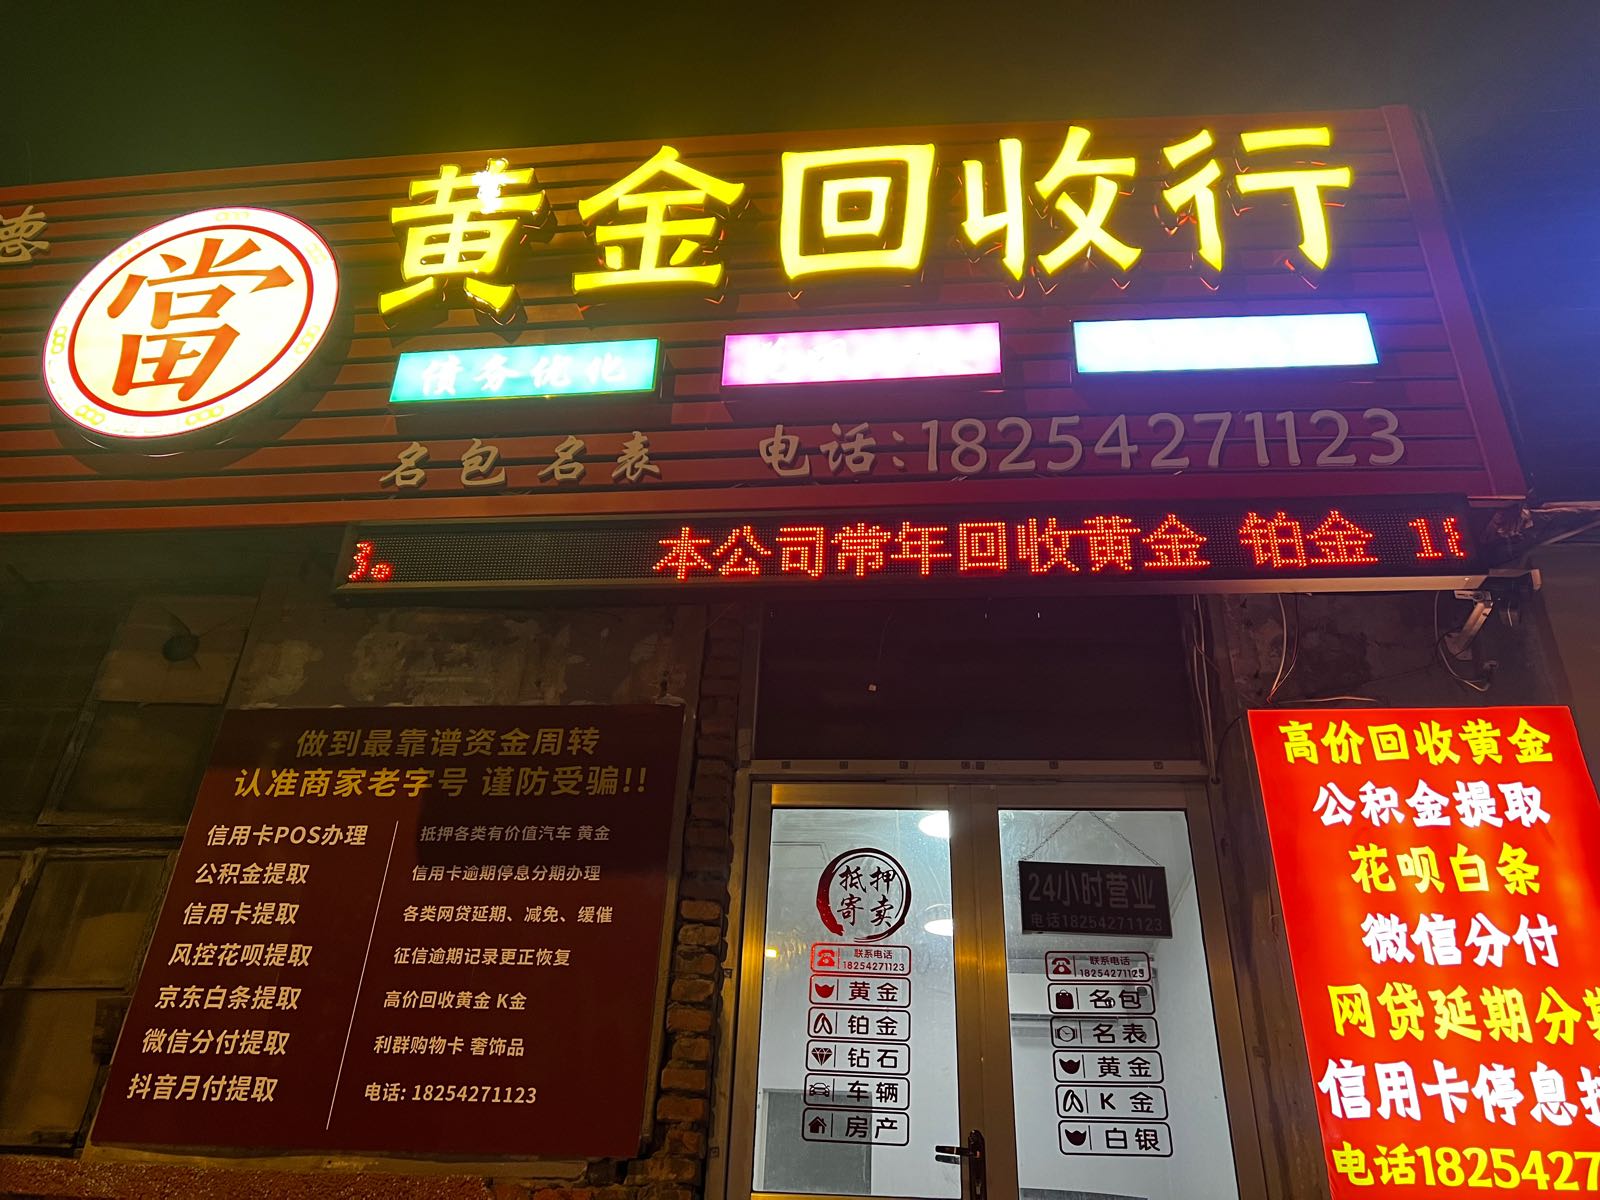 德
當
黄金回收行
债务优化
名包 名表 电话:18254271123
本公司常年回收黄金 铂金 18
做到最靠谱资金周转
认准商家老字号 谨防受骗!!
信用卡POS办理
公积金提取
信用卡提取
风控花呗提取
京东白条提取
微信分付提取
抖音月付提取
抵押各类有价值汽车 黄金
信用卡逾期停息分期办理
各类网贷延期、减免、缓催
征信逾期记录更正恢复
高价回收黄金 K金
利群购物卡 奢饰品
电话: 18254271123
抵押
寄卖
联系电话
18254271123
黄金
铂金
钻石
车辆
房产
24小时营业
电话18254271123
联系电话
18254271123
名包
名表
黄金
K 金
白银
高价回收黄金
公积金提取
花呗白条
微信分付
网贷延期分期
信用卡停息
电话1825427